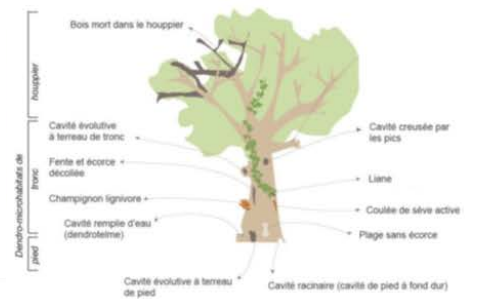 Bois mort dans le houppier
houppier
Cavité évolutive
à terreau de tronc
Cavité creusée par
les pics
Fente et écorce
décollée
Liane
Dendro-microhabitats de
tronc
Champignon lignivore
Coulée de sève active
Cavité remplie d'eau
(dendrotelme)
Plage sans écorce
pied
Cavité évolutive à terreau
de pied
Cavité racinaire (cavité de pied à fond dur)